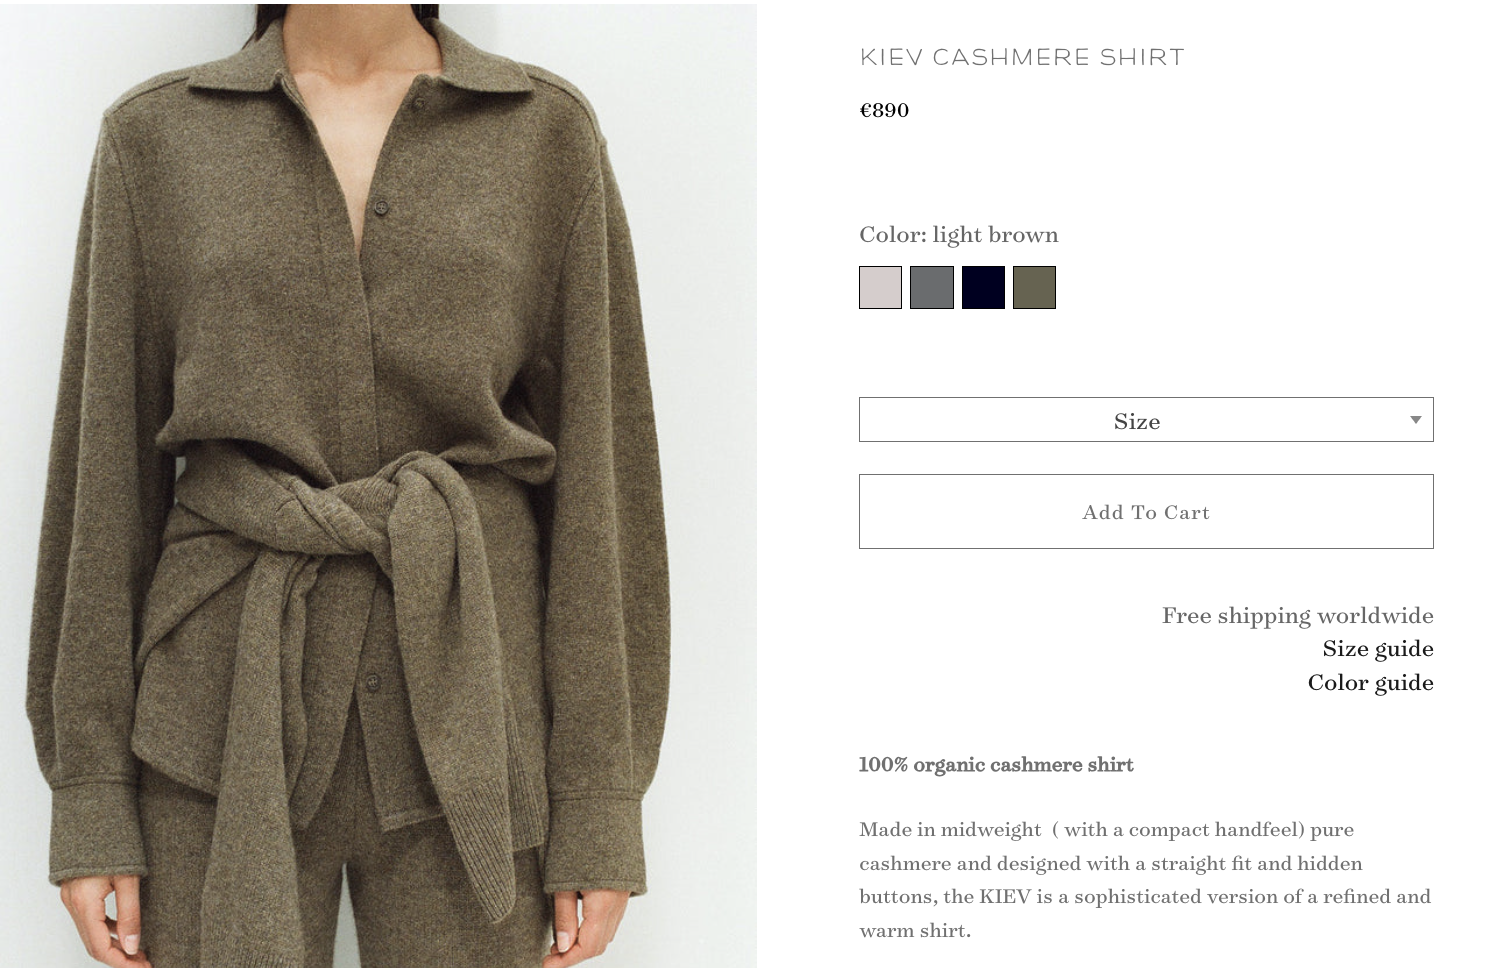 KIEV CASHMERE SHIRT
€890
Color: light brown
Size
Add To Cart
Free shipping worldwide
Size guide
Color guide
100% organic cashmere shirt
Made in midweight  ( with a compact handfeel) pure
cashmere and designed with a straight fit and hidden
buttons, the KIEV is a sophisticated version of a refined and
warm shirt.